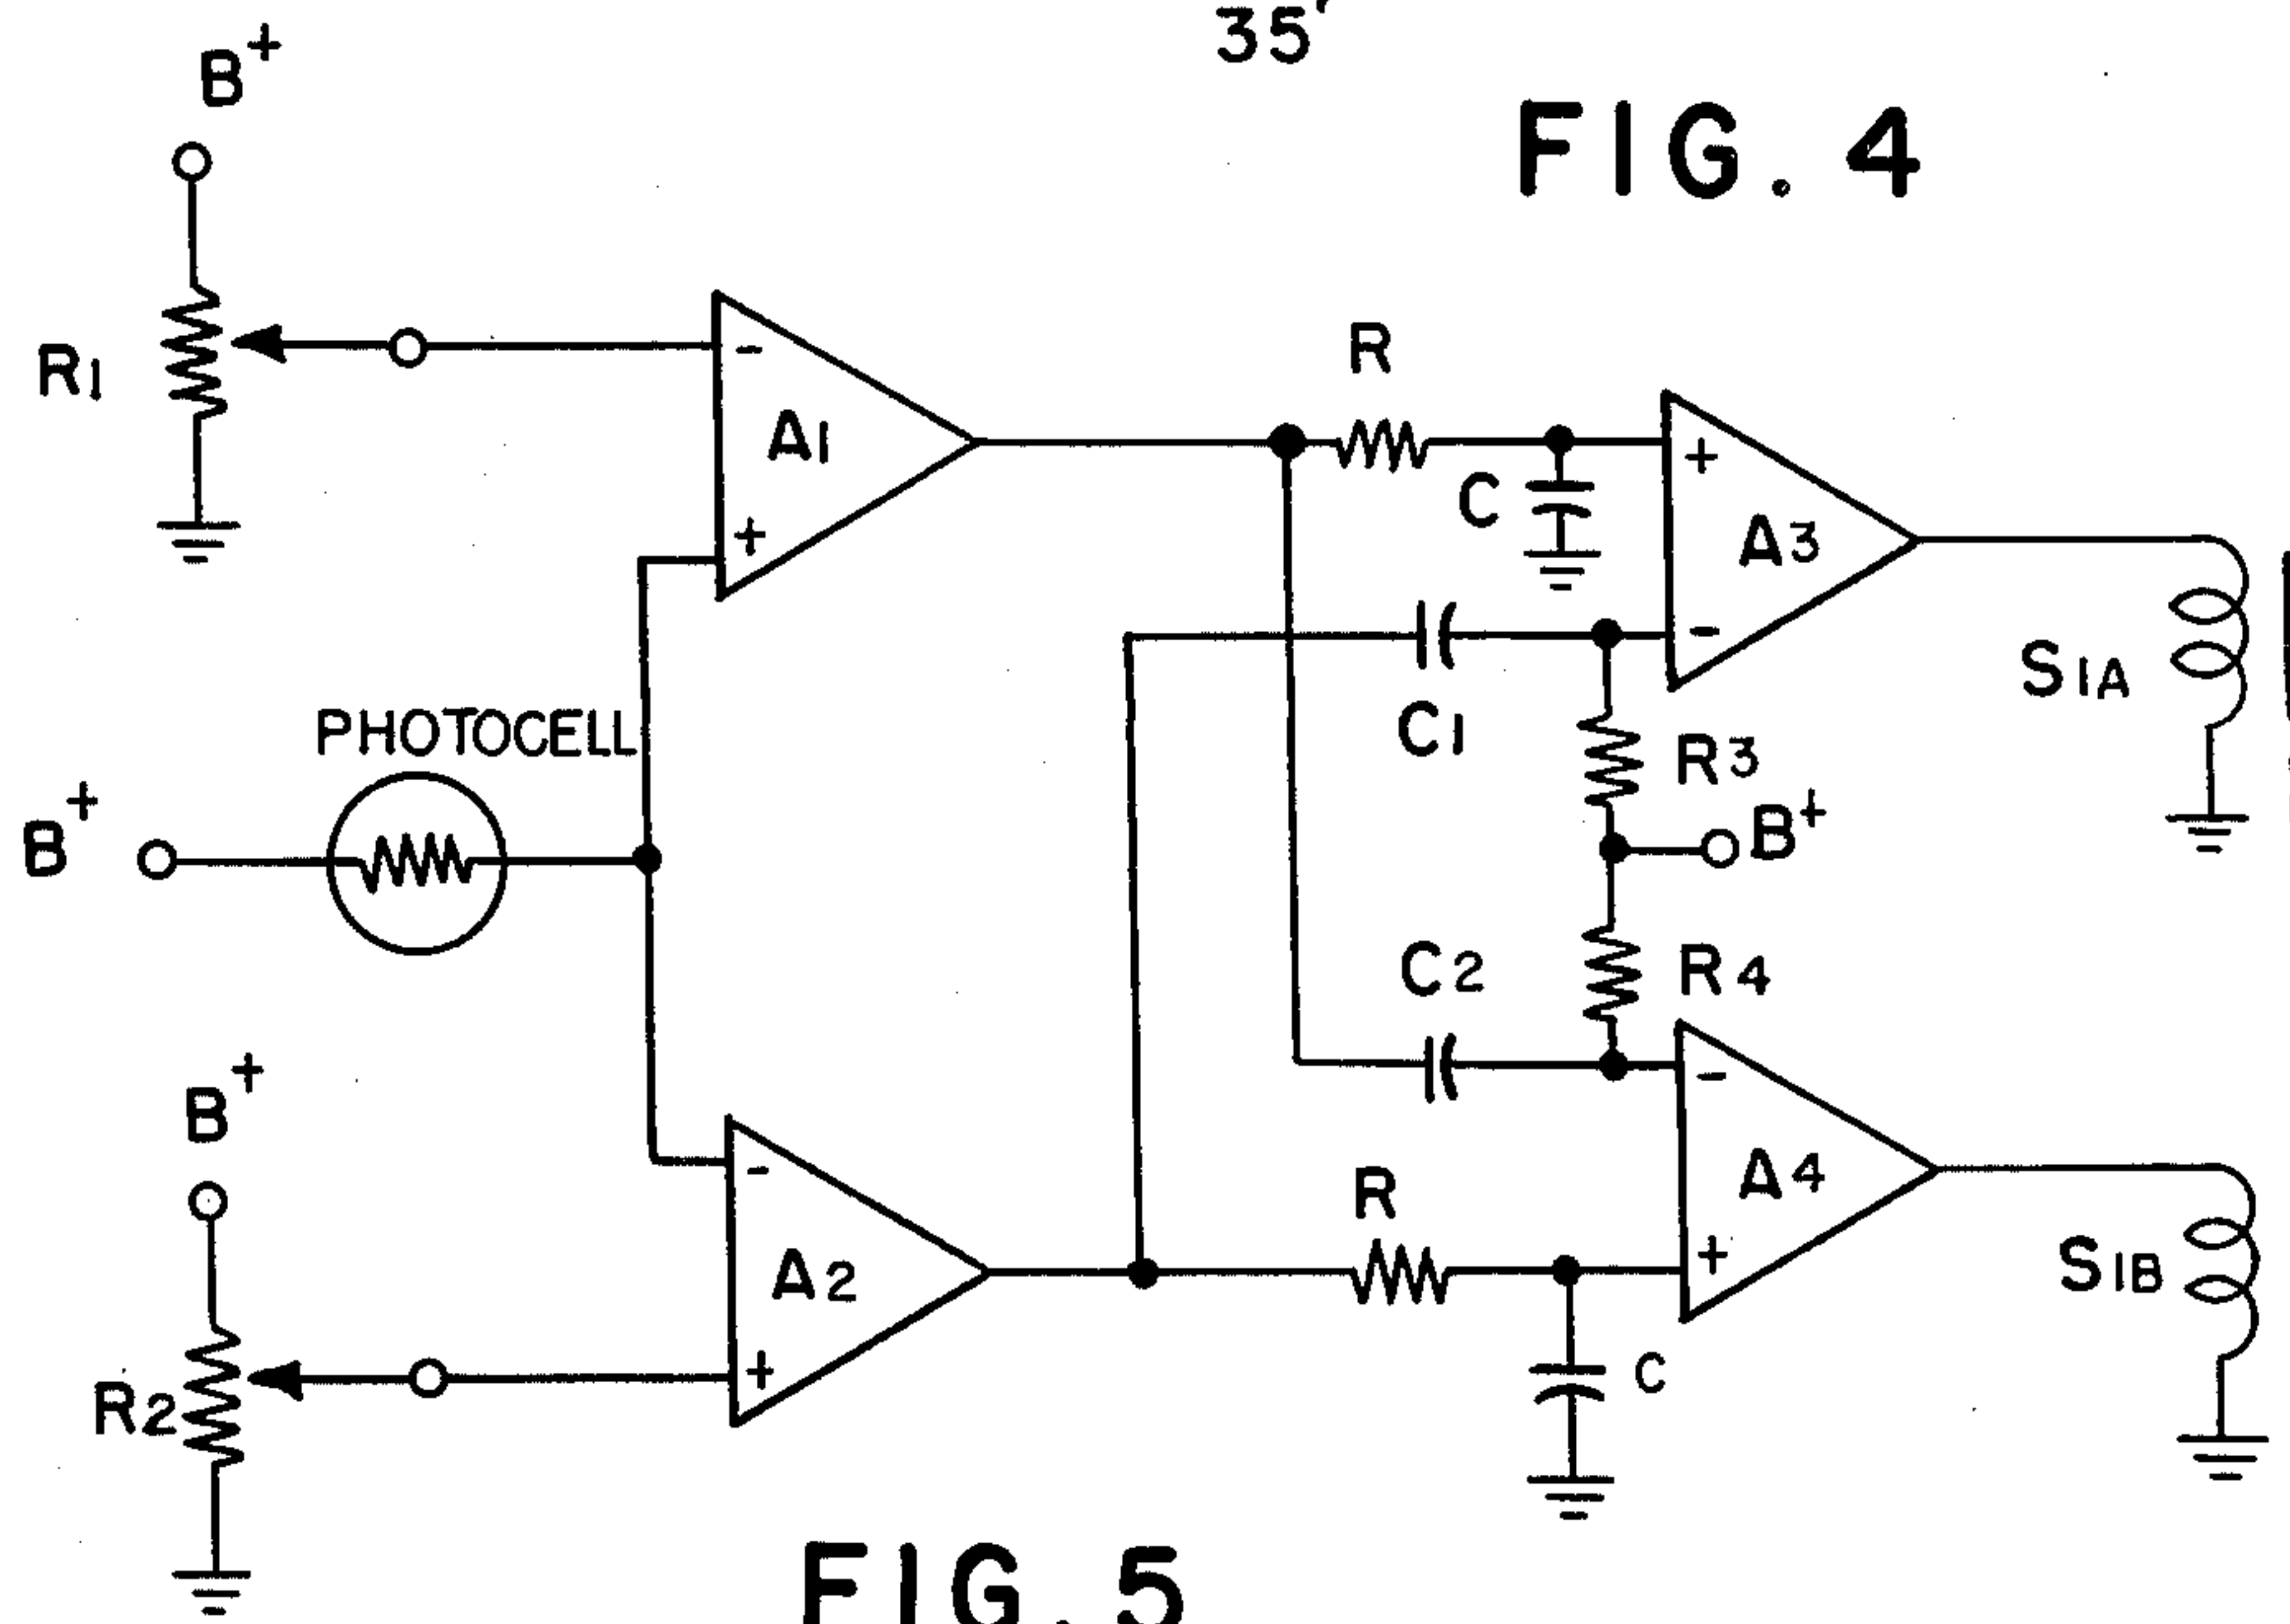 35'
FIG. 4
B+
R1
-
A1
+
R
C
+
A3
-
S1A
C1
R3
B+
PHOTOCELL
B+
C2
R4
-
A4
+
S1B
B+
R2
-
A2
+
R
C
FIG. 5